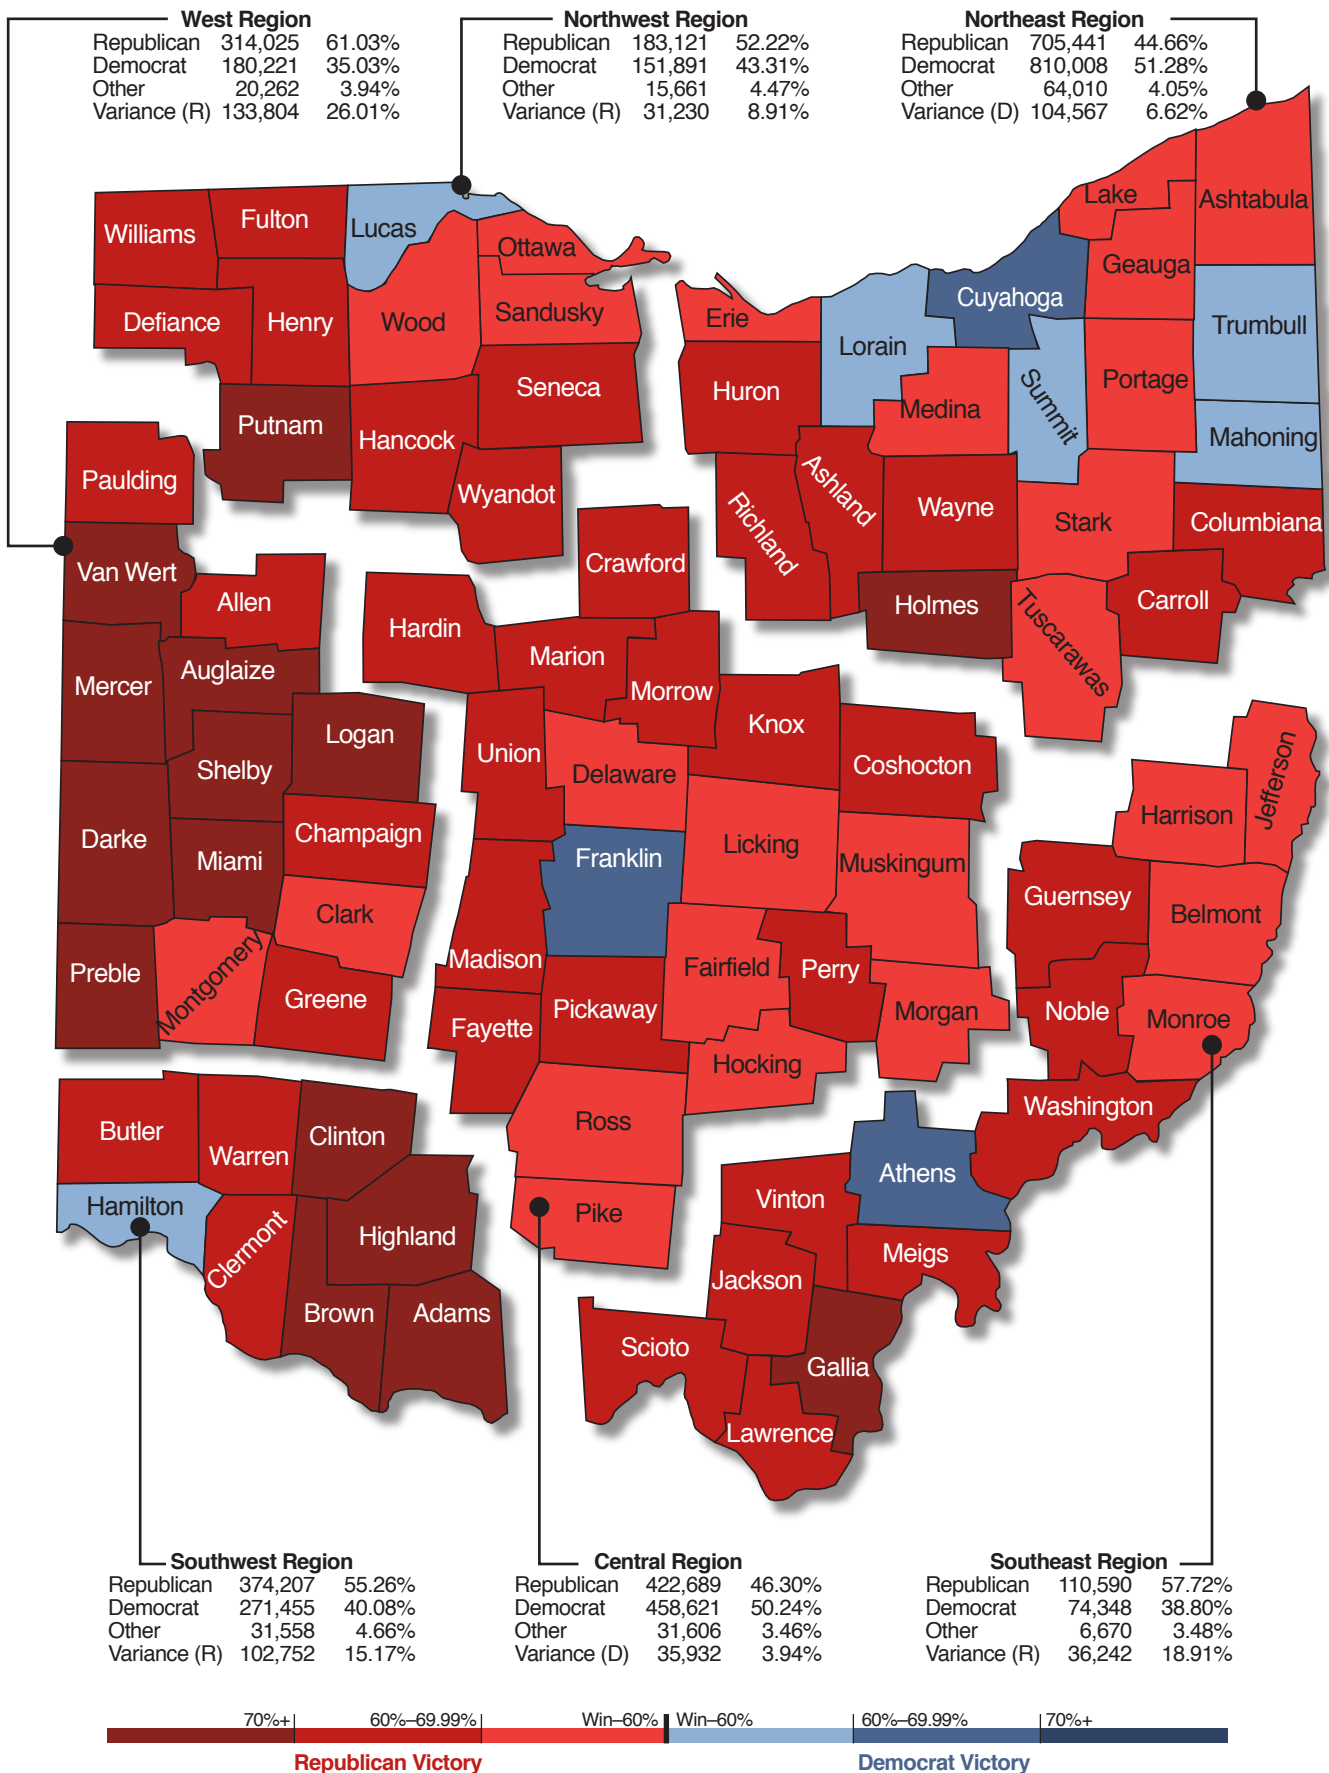 West Region
Republican 314,025 61.03%
Democrat 180,221 35.03%
Other 20,262 3.94%
Variance (R) 133,804 26.01%
Northwest Region
Republican 183,121 52.22%
Democrat 151,891 43.31%
Other 15,661 4.47%
Variance (R) 31,230 8.91%
Northeast Region
Republican 705,441 44.66%
Democrat 810,008 51.28%
Other 64,010 4.05%
Variance (D) 104,567 6.62%
Williams
Fulton
Lucas
Ottawa
Defiance
Henry
Wood
Sandusky
Putnam
Hancock
Seneca
Wyandot
Lake
Ashtabula
Geauga
Cuyahoga
Erie
Lorain
Trumbull
Huron
Medina
Summit
Portage
Mahoning
Richland
Ashland
Wayne
Stark
Columbiana
Holmes
Tuscarawas
Carroll
Paulding
Van Wert
Allen
Mercer
Auglaize
Logan
Shelby
Darke
Miami
Champaign
Clark
Preble
Montgomery
Greene
Crawford
Hardin
Marion
Morrow
Union
Delaware
Knox
Coshocton
Franklin
Licking
Muskingum
Madison
Fairfield
Perry
Fayette
Pickaway
Morgan
Hocking
Ross
Pike
Jefferson
Harrison
Guernsey
Belmont
Noble
Monroe
Washington
Athens
Vinton
Meigs
Jackson
Scioto
Gallia
Lawrence
Butler
Warren
Clinton
Hamilton
Clermont
Highland
Brown
Adams
Southwest Region
Republican 374,207 55.26%
Democrat 271,455 40.08%
Other 31,558 4.66%
Variance (R) 102,752 15.17%
Central Region
Republican 422,689 46.30%
Democrat 458,621 50.24%
Other 31,606 3.46%
Variance (D) 35,932 3.94%
Southeast Region
Republican 110,590 57.72%
Democrat 74,348 38.80%
Other 6,670 3.48%
Variance (R) 36,242 18.91%
70%+ 60%–69.99% Win–60% Win–60% 60%–69.99% 70%+
Republican Victory Democrat Victory